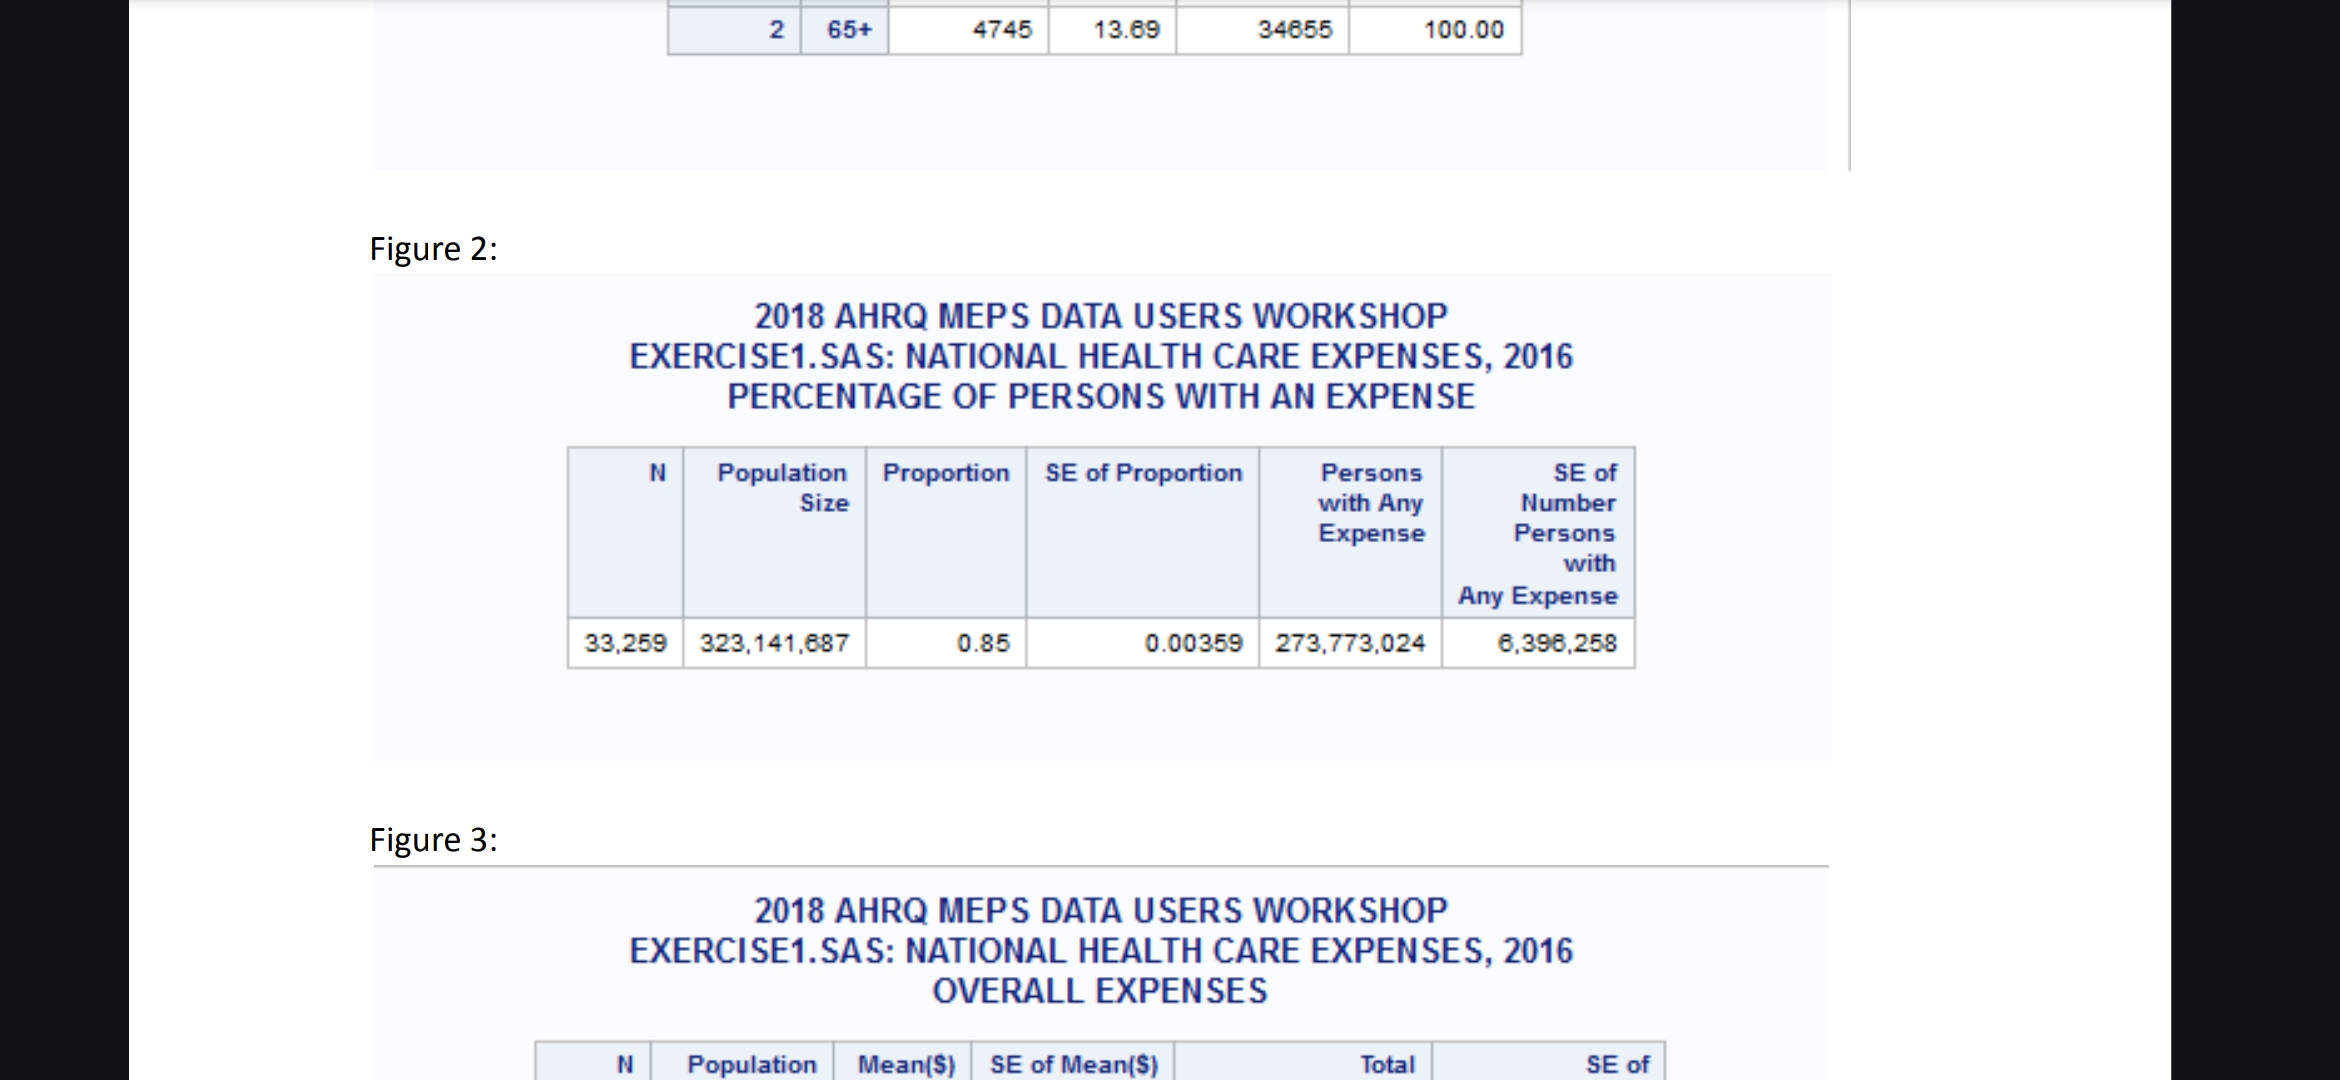 2 65+ 4745 13.69 34655 100.00
Figure 2:
2018 AHRQ MEPS DATA USERS WORKSHOP
EXERCISE1.SAS: NATIONAL HEALTH CARE EXPENSES, 2016
PERCENTAGE OF PERSONS WITH AN EXPENSE
N Population Proportion SE of Proportion Persons SE of
Size with Any Number
Expense Persons
with
Any Expense
33,259 323,141,687 0.85 0.00359 273,773,024 6,396,258
Figure 3:
2018 AHRQ MEPS DATA USERS WORKSHOP
EXERCISE1.SAS: NATIONAL HEALTH CARE EXPENSES, 2016
OVERALL EXPENSES
N Population Mean($) SE of Mean($) Total SE of